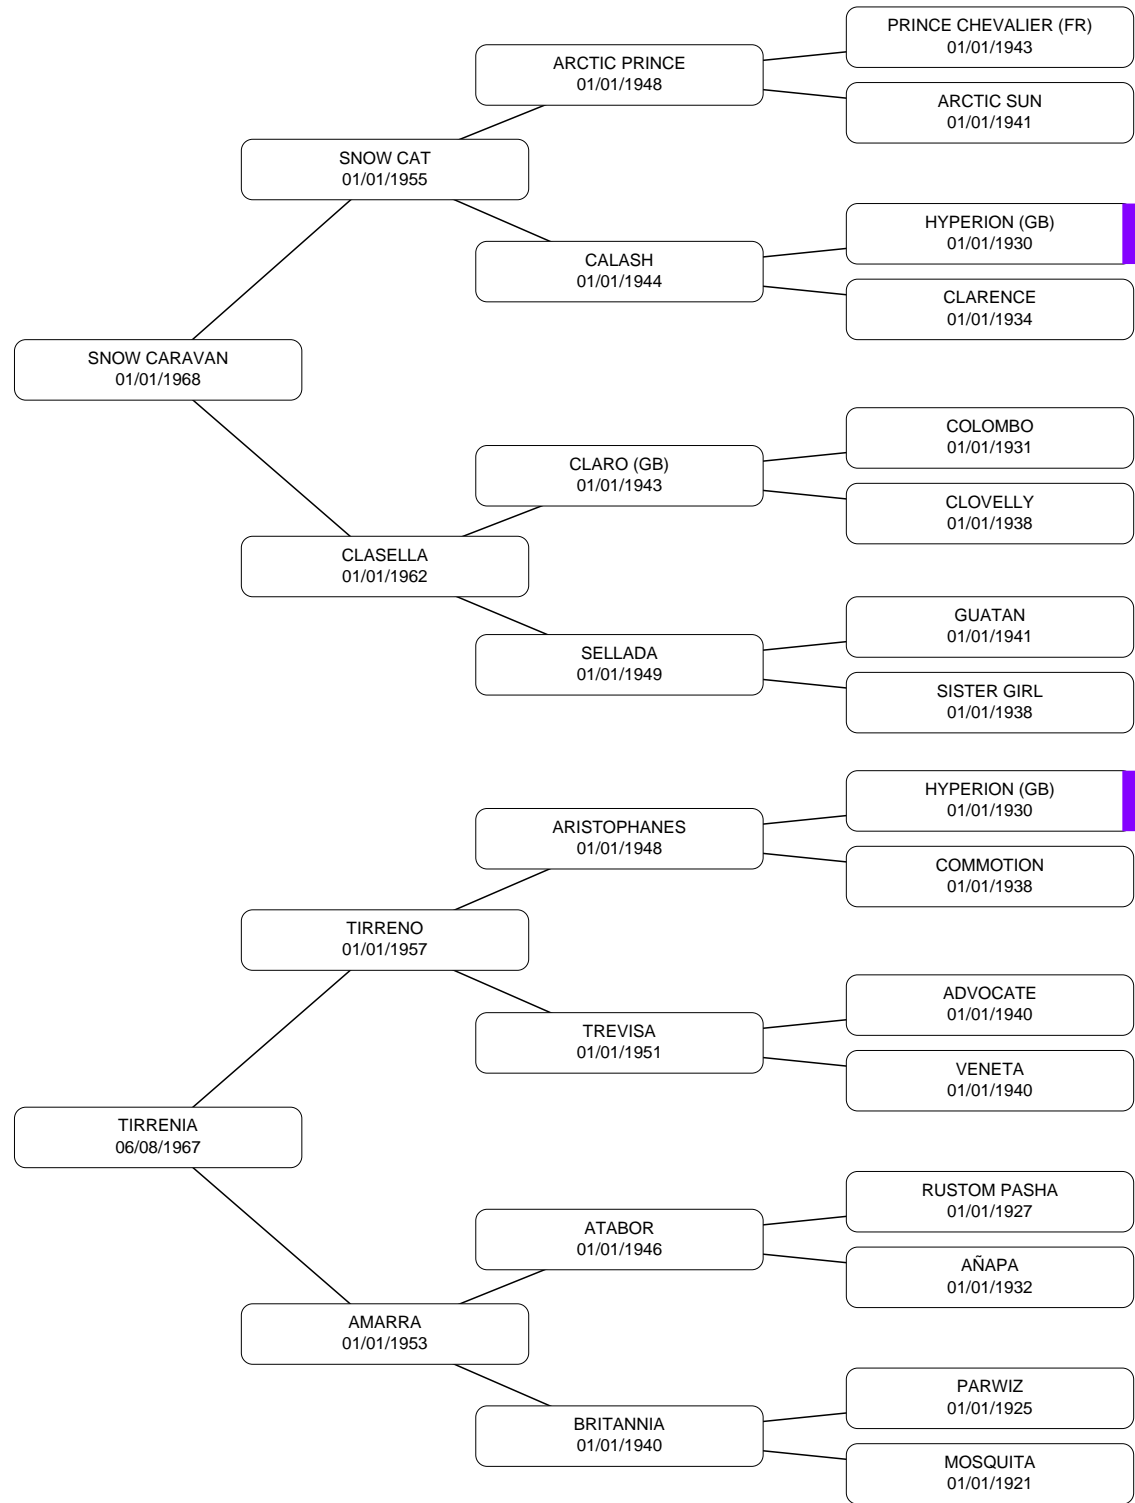 PRINCE CHEVALIER (FR)
01/01/1943
ARCTIC PRINCE
01/01/1948
ARCTIC SUN
01/01/1941
SNOW CAT
01/01/1955
HYPERION (GB)
01/01/1930
CALASH
01/01/1944
CLARENCE
01/01/1934
SNOW CARAVAN
01/01/1968
COLOMBO
01/01/1931
CLARO (GB)
01/01/1943
CLOVELLY
01/01/1938
CLASELLA
01/01/1962
GUATAN
01/01/1941
SELLADA
01/01/1949
SISTER GIRL
01/01/1938
HYPERION (GB)
01/01/1930
ARISTOPHANES
01/01/1948
COMMOTION
01/01/1938
TIRRENO
01/01/1957
ADVOCATE
01/01/1940
TREVISA
01/01/1951
VENETA
01/01/1940
TIRRENIA
06/08/1967
RUSTOM PASHA
01/01/1927
ATABOR
01/01/1946
AÑAPA
01/01/1932
AMARRA
01/01/1953
PARWIZ
01/01/1925
BRITANNIA
01/01/1940
MOSQUITA
01/01/1921